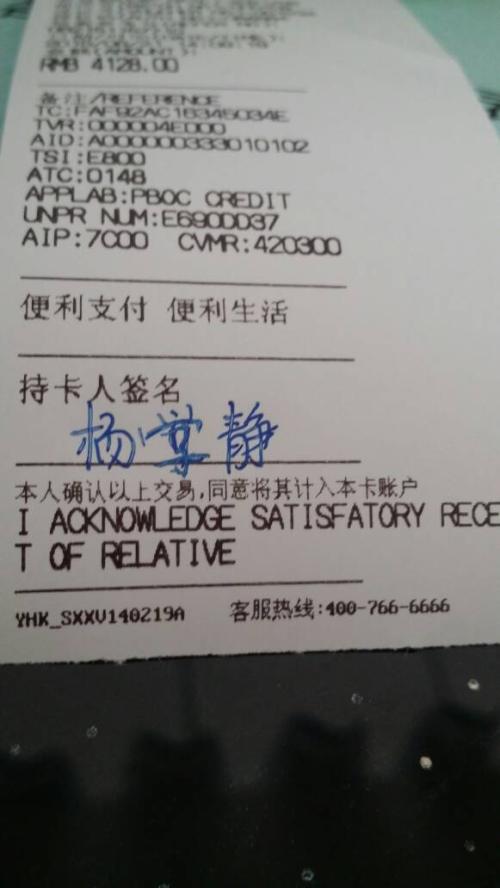 RMB 4128.00
备注/REFERENCE
TC:FAF92AC16345034E
TVR:000004E000
AID:A000000333010102
TSI:E800
ATC:0148
APPLAB:PBOC CREDIT
UNPR NUM:E6900037
AIP:7C00 CVMR:420300
便利支付 便利生活
持卡人签名
杨 静
本人确认以上交易,同意将其计入本卡账户
I ACKNOWLEDGE SATISFATORY RECE
T OF RELATIVE
YHK_SXXV140219A 客服热线:400-766-6666